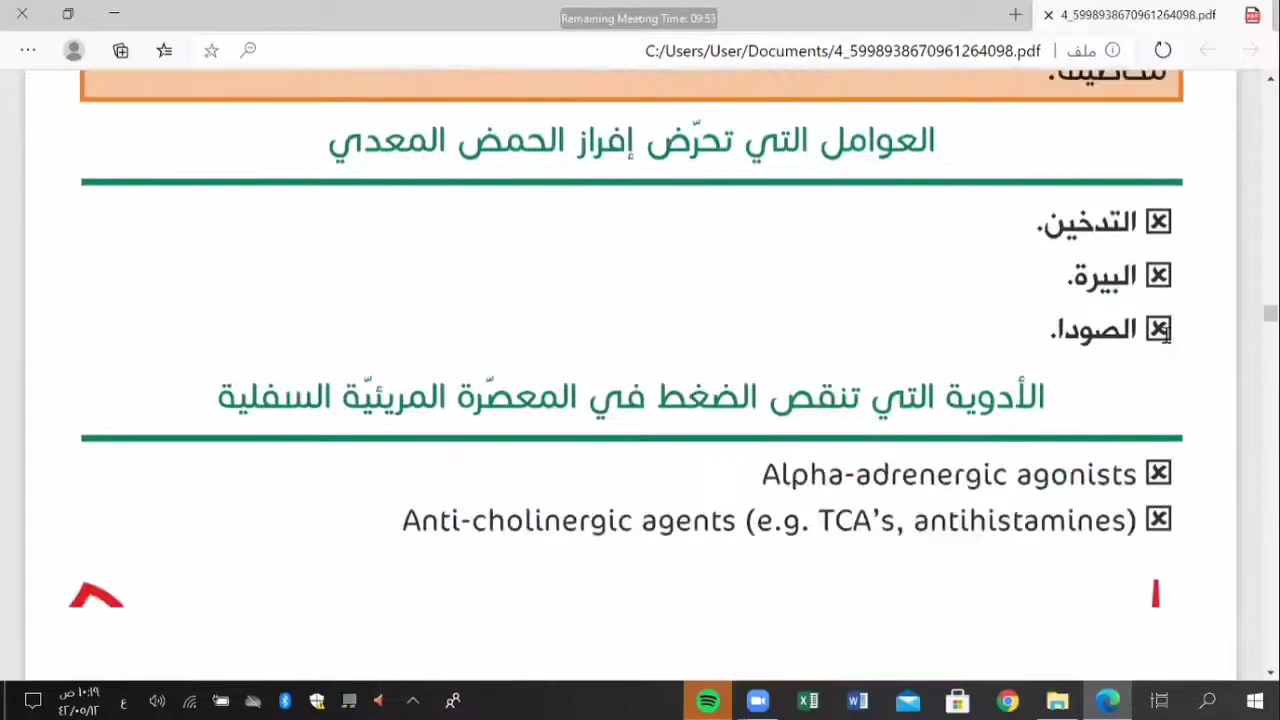 Remaining Meeting Time: 09:53
4_5998938670961264098.pdf
C:/Users/User/Documents/4_5998938670961264098.pdf
ملف
العوامل التي تحرّض إفراز الحمض المعدي
التدخين.
البيرة.
الصودا.
الأدوية التي تنقص الضغط في المعصّرة المريئيّة السفلية
Alpha-adrenergic agonists
Anti-cholinergic agents (e.g. TCA's, antihistamines)
ع
١٠:١٩ ص